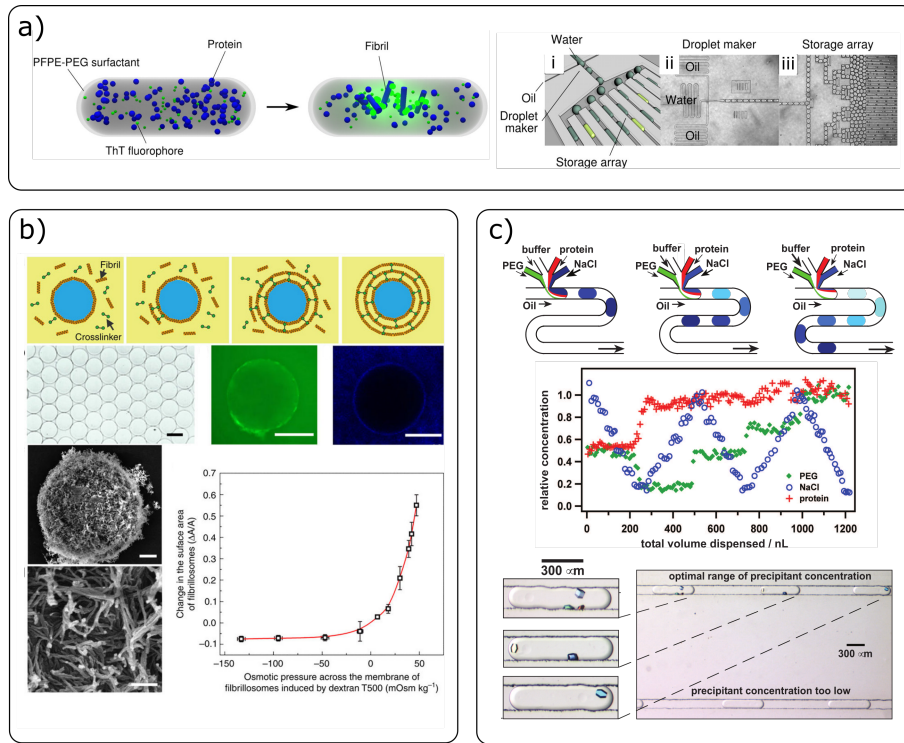 a)
Protein
PFPE-PEG surfactant
ThT fluorophore
Fibril
Water
i
Oil
Droplet
maker
Storage array
Droplet maker
ii
Oil
Water
Oil
Storage array
iii
b)
Fibril
Crosslinker
Change in the suface area
of fibrillosomes (ΔA/A)
0.7
0.6
0.5
0.4
0.3
0.2
0.1
0.0
−0.1
−150
−100
−50
0
50
Osmotic pressure across the membrane of
fibrillosomes induced by dextran T500 (mOsm kg⁻¹)
c)
buffer
protein
PEG
NaCl
Oil
buffer
protein
PEG
NaCl
Oil
buffer
protein
PEG
NaCl
Oil
relative concentration
1.0
0.8
0.6
0.4
0.2
0.0
PEG
NaCl
protein
0
200
400
600
800
1000
1200
total volume dispensed / nL
300 αm
optimal range of precipitant concentration
300 αm
precipitant concentration too low